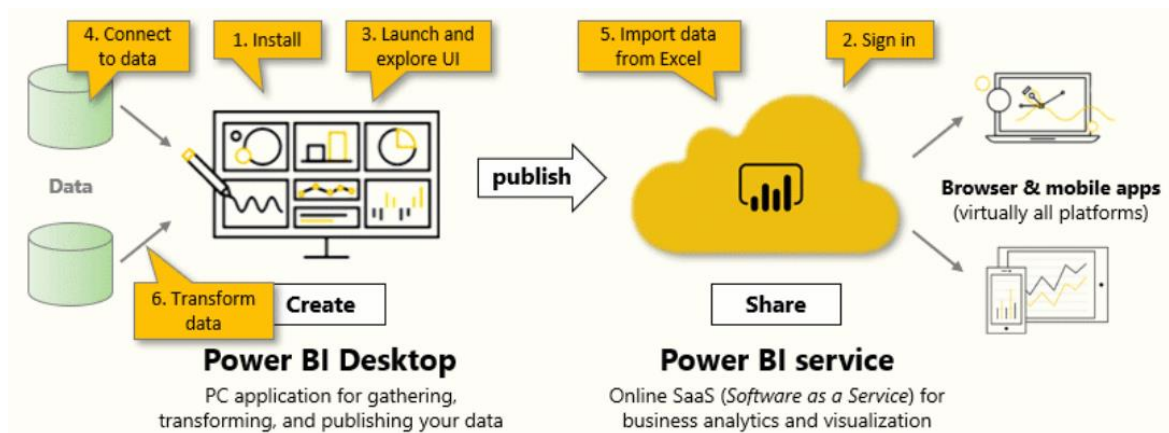 4. Connect
to data
1. Install
3. Launch and
explore UI
5. Import data
from Excel
2. Sign in
Data
publish
Browser & mobile apps
(virtually all platforms)
6. Transform
data
Create
Share
Power BI Desktop
PC application for gathering,
transforming, and publishing your data
Power BI service
Online SaaS (Software as a Service) for
business analytics and visualization